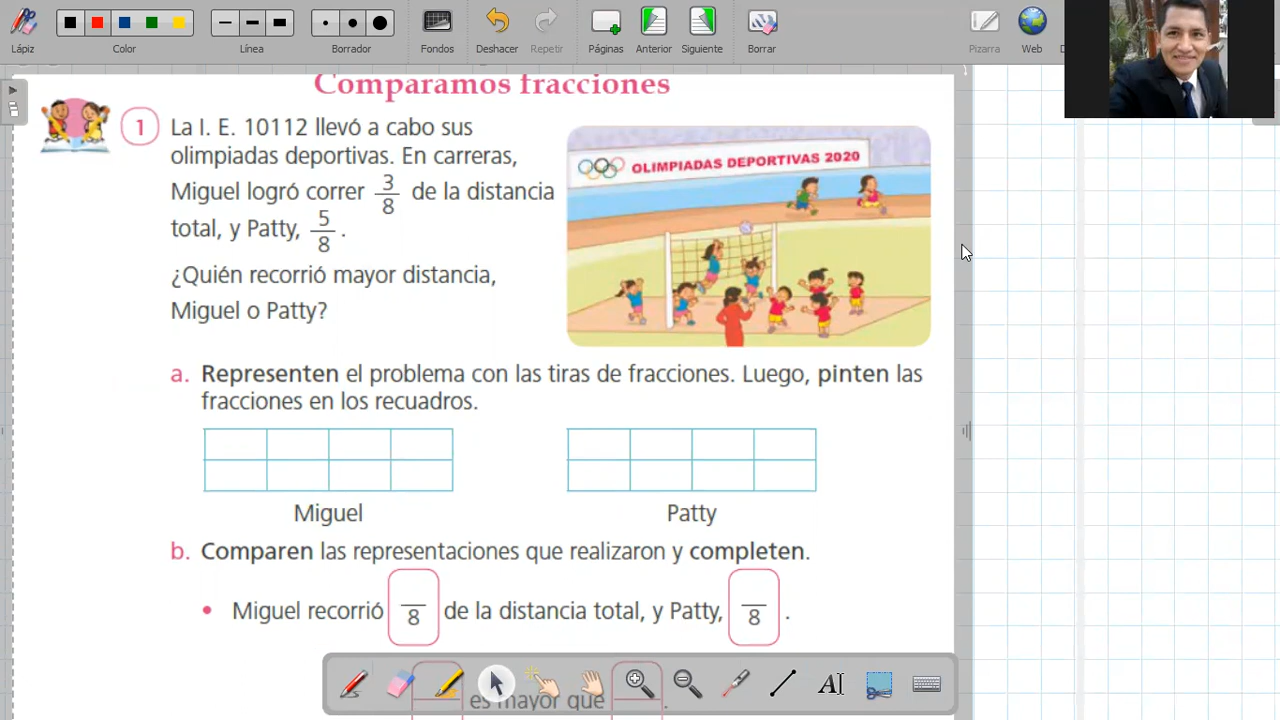 Lápiz
Color
Línea
Borrador
Fondos
Deshacer
Repetir
Páginas
Anterior
Siguiente
Borrar
Pizarra
Web
Comparamos fracciones
1
La I. E. 10112 llevó a cabo sus
olimpiadas deportivas. En carreras,
Miguel logró correr 3/8 de la distancia
total, y Patty, 5/8.
¿Quién recorrió mayor distancia,
Miguel o Patty?
OLIMPIADAS DEPORTIVAS 2020
a. Representen el problema con las tiras de fracciones. Luego, pinten las
fracciones en los recuadros.
Miguel
Patty
b. Comparen las representaciones que realizaron y completen.
• Miguel recorrió __/8 de la distancia total, y Patty, __/8 .
es mayor que
AI